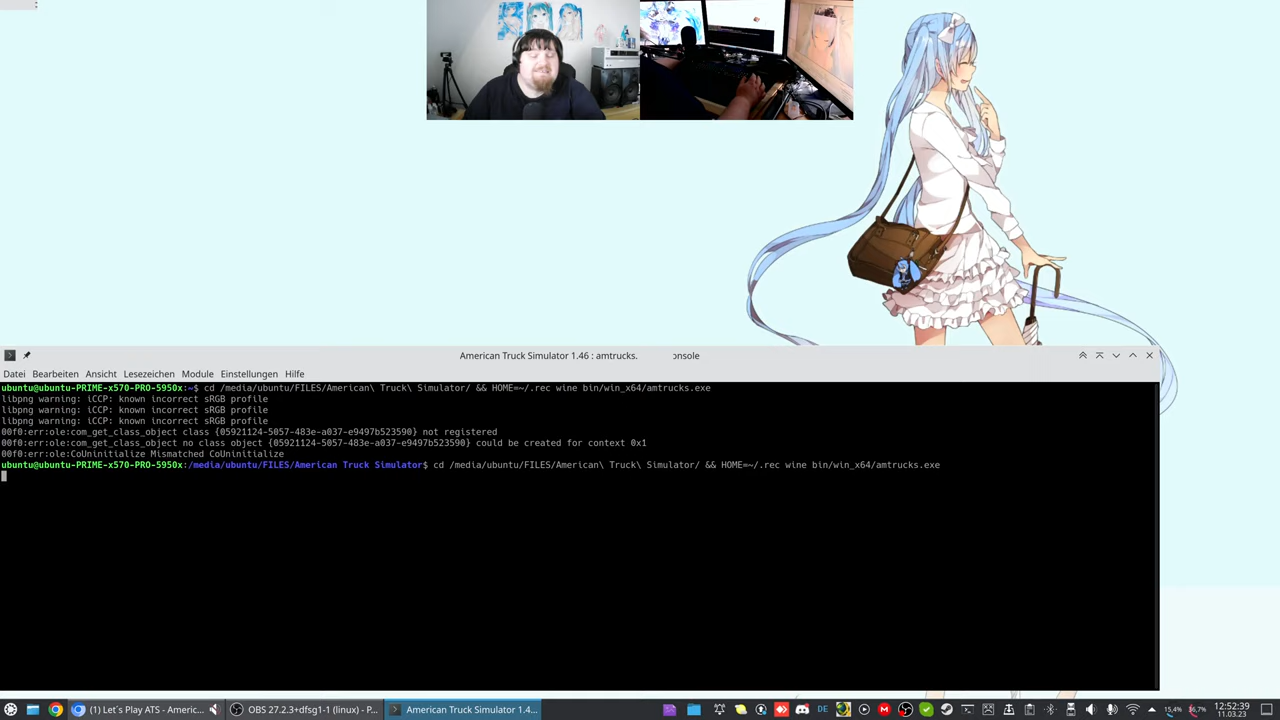 American Truck Simulator 1.46 : amtrucks.
onsole
Datei Bearbeiten Ansicht Lesezeichen Module Einstellungen Hilfe
ubuntu@ubuntu-PRIME-x570-PRO-5950x:~$ cd /media/ubuntu/FILES/American\ Truck\ Simulator/ && HOME=~/.rec wine bin/win_x64/amtrucks.exe
libpng warning: iCCP: known incorrect sRGB profile
libpng warning: iCCP: known incorrect sRGB profile
libpng warning: iCCP: known incorrect sRGB profile
00f0:err:ole:com_get_class_object class {05921124-5057-483e-a037-e9497b523590} not registered
00f0:err:ole:com_get_class_object no class object {05921124-5057-483e-a037-e9497b523590} could be created for context 0x1
00f0:err:ole:CoUninitialize Mismatched CoUninitialize
ubuntu@ubuntu-PRIME-x570-PRO-5950x:/media/ubuntu/FILES/American Truck Simulator$ cd /media/ubuntu/FILES/American\ Truck\ Simulator/ && HOME=~/.rec wine bin/win_x64/amtrucks.exe
(1) Let´s Play ATS - Americ...
OBS 27.2.3+dfsg1-1 (linux) - P...
American Truck Simulator 1.4...
DE
15,4%
12:52:39
11.03.23